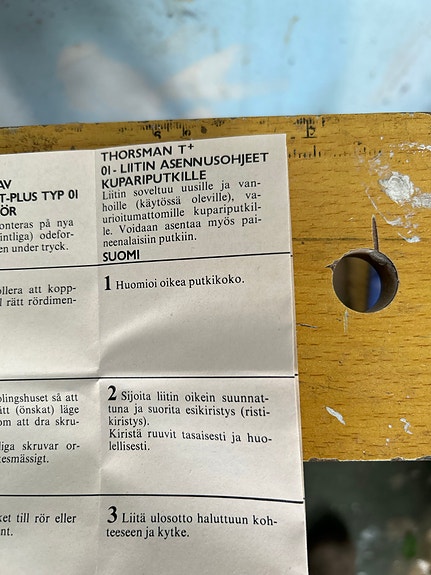 AV
T-PLUS TYP 01
ÖR
onteras på nya
intliga) odefor-
en under tryck.
THORSMAN T+
01 - LIITIN ASENNUSOHJEET
KUPARIPUTKILLE
Liitin soveltuu uusille ja van-
hoille (käytössä oleville), va-
urioitumattomille kupariputkil-
le. Voidaan asentaa myös pai-
neenalaisiin putkiin.
SUOMI
ollera att kopp-
l rätt rördimen-
1 Huomioi oikea putkikoko.
plingshuset så att
ätt (önskat) läge
om att dra skru-
liga skruvar or-
tesmässigt.
2 Sijoita liitin oikein suunnat-
tuna ja suorita esikiristys (risti-
kiristys).
Kiristä ruuvit tasaisesti ja huo-
lellisesti.
ket till rör eller
nt.
3 Liitä ulosotto haluttuun koh-
teeseen ja kytke.